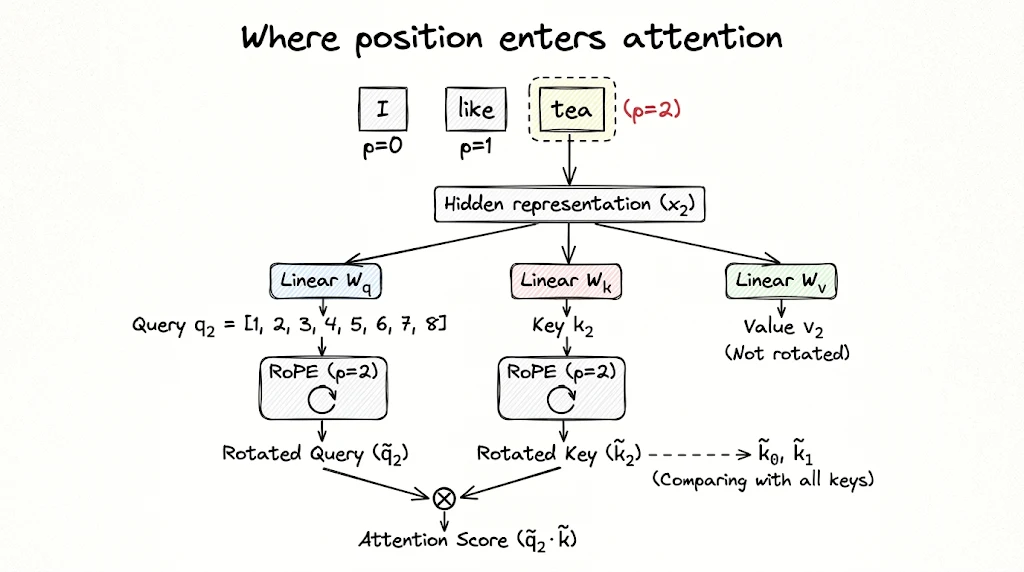 Where position enters attention
I like tea (p=2)
p=0 p=1
Hidden representation (x₂)
Linear W_q Linear W_k Linear W_v
Query q₂ = [1, 2, 3, 4, 5, 6, 7, 8] Key k₂ Value v₂
(Not rotated)
RoPE (p=2) RoPE (p=2)
Rotated Query (q̃₂) Rotated Key (k̃₂) k̃₀, k̃₁
(Comparing with all keys)
Attention Score (q̃₂·k̃)